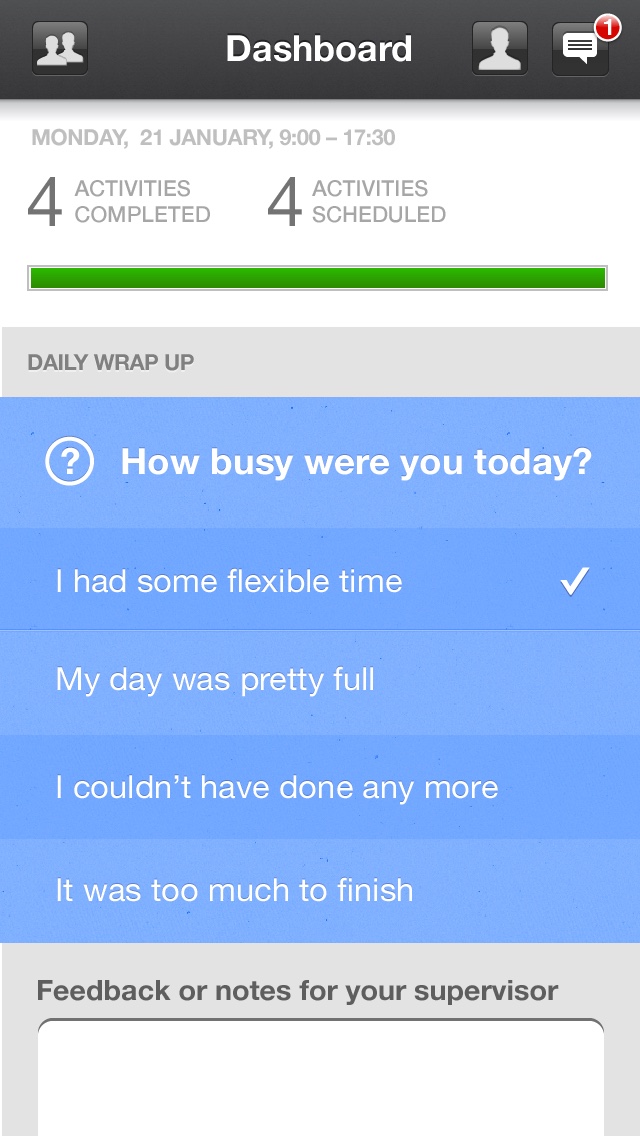 Dashboard
1
MONDAY, 21 JANUARY, 9:00 – 17:30
4 ACTIVITIES COMPLETED
4 ACTIVITIES SCHEDULED
DAILY WRAP UP
? How busy were you today?
I had some flexible time
My day was pretty full
I couldn’t have done any more
It was too much to finish
Feedback or notes for your supervisor